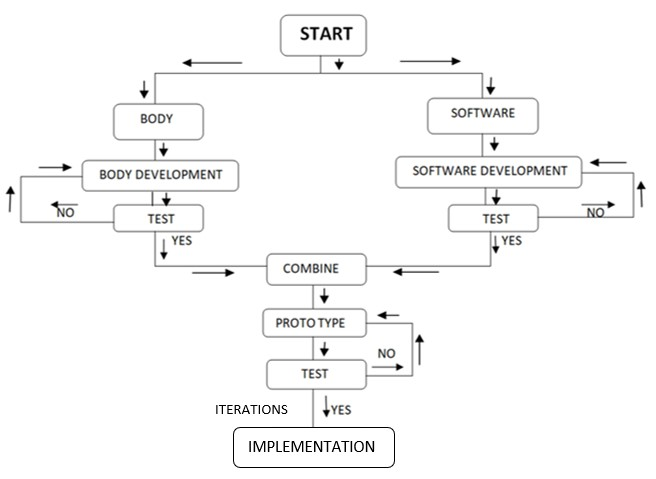 START
BODY
SOFTWARE
BODY DEVELOPMENT
SOFTWARE DEVELOPMENT
NO
TEST
TEST
NO
YES
YES
COMBINE
PROTO TYPE
NO
TEST
ITERATIONS
YES
IMPLEMENTATION